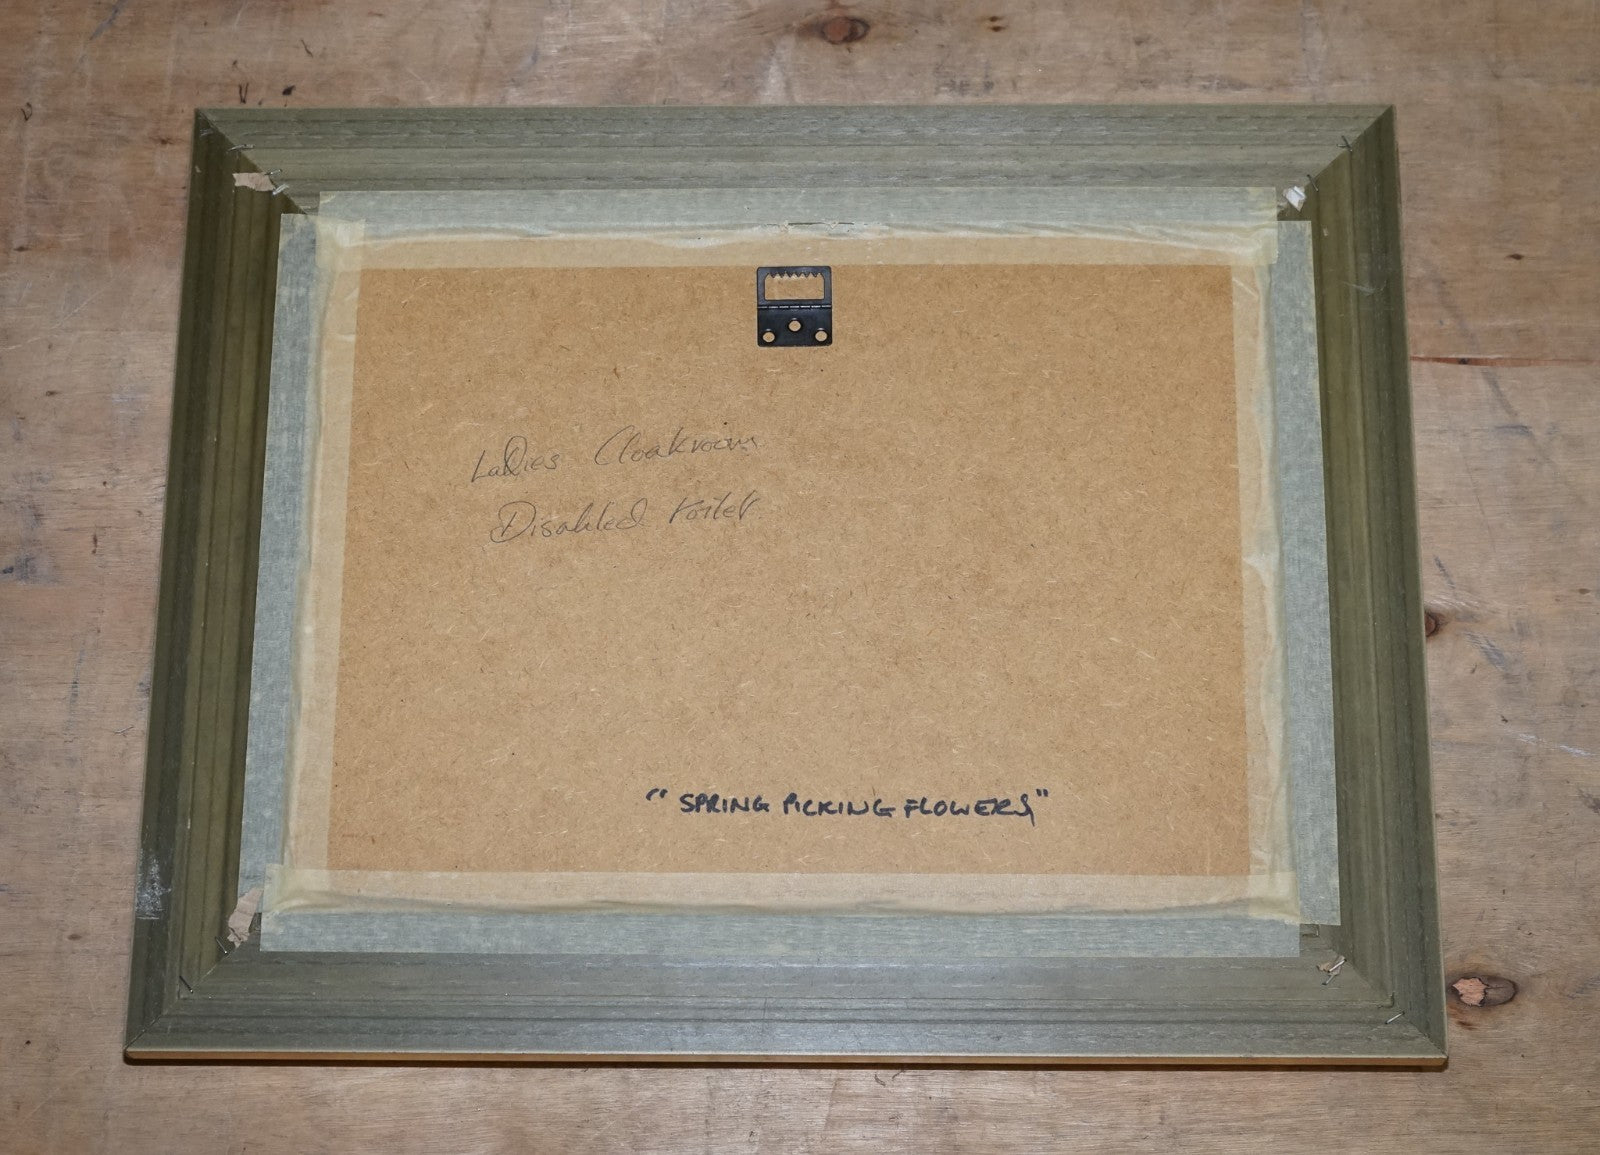 Ladies Cloakroom
Disabled toilet
"SPRING PICKING FLOWERS"